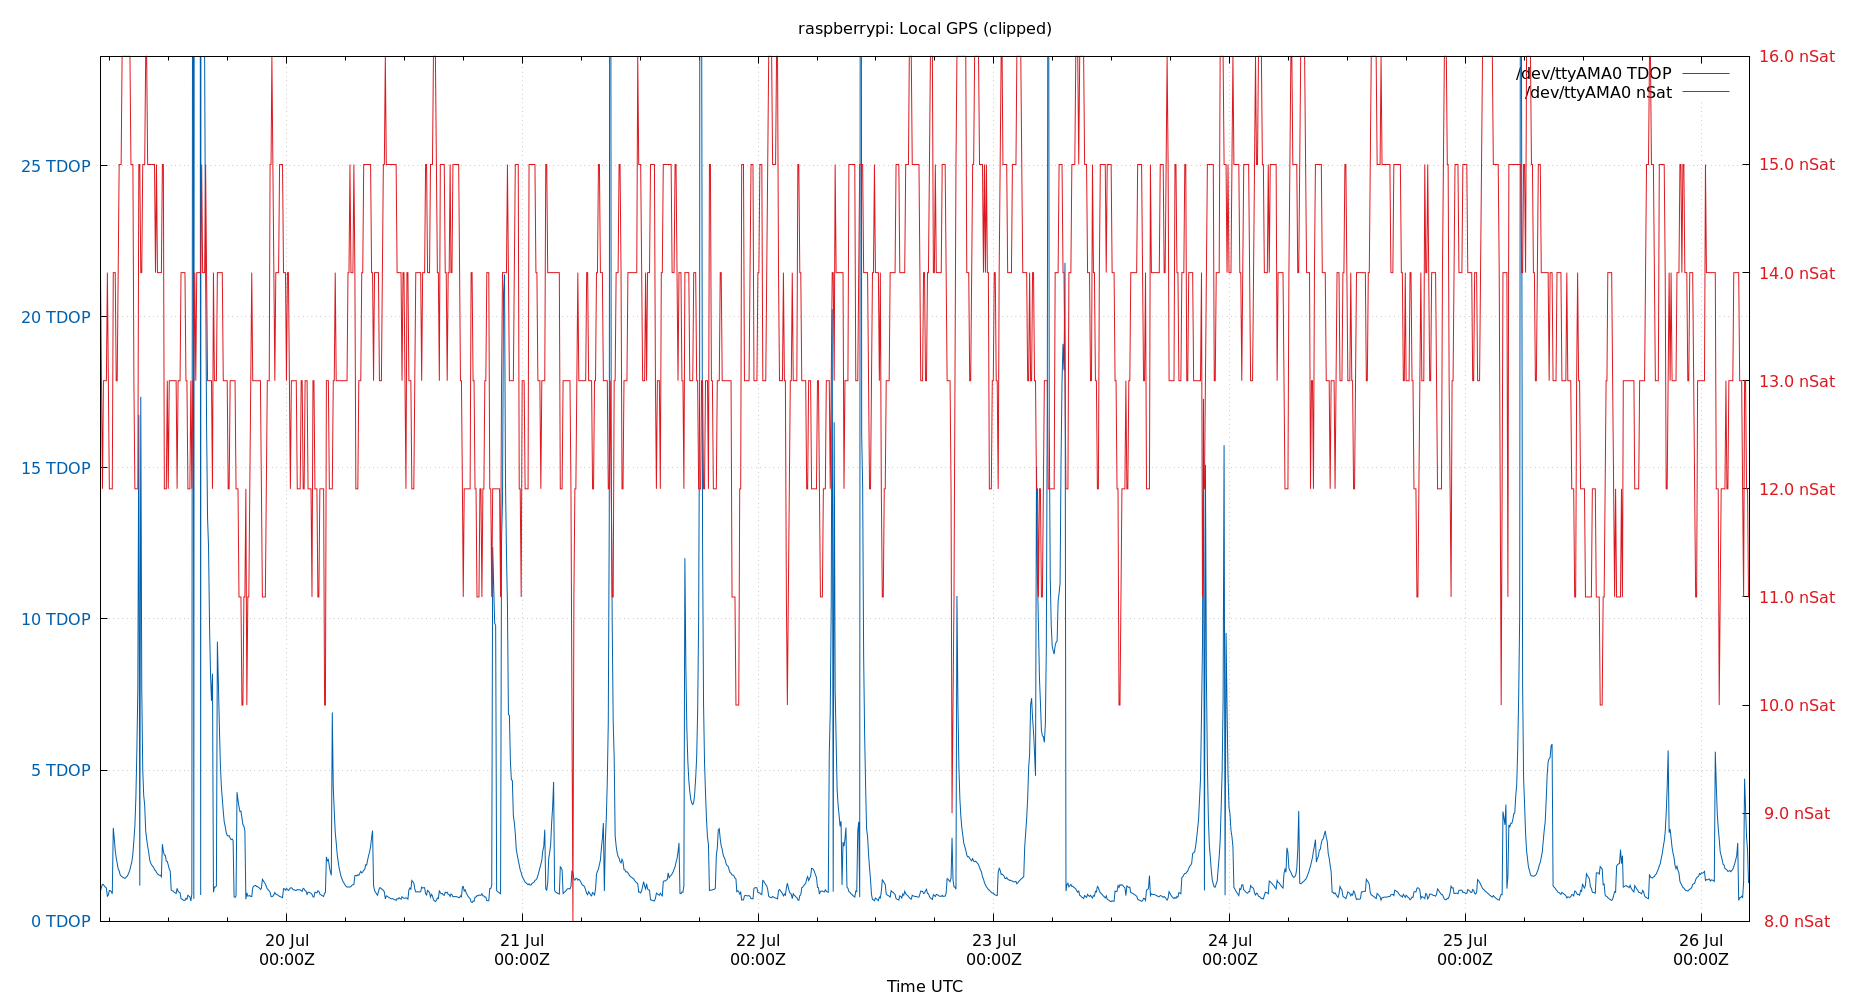 raspberrypi: Local GPS (clipped)
16.0 nSat
/dev/ttyAMA0 TDOP
/dev/ttyAMA0 nSat
25 TDOP
15.0 nSat
14.0 nSat
20 TDOP
13.0 nSat
15 TDOP
12.0 nSat
11.0 nSat
10 TDOP
10.0 nSat
5 TDOP
9.0 nSat
0 TDOP
8.0 nSat
20 Jul
00:00Z
21 Jul
00:00Z
22 Jul
00:00Z
23 Jul
00:00Z
24 Jul
00:00Z
25 Jul
00:00Z
26 Jul
00:00Z
Time UTC